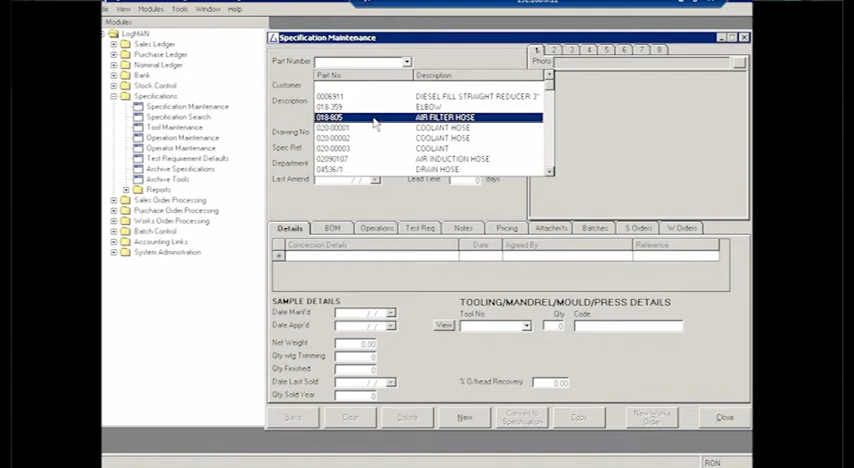 File Modules Tools Window Help
Modules
LogMAN
Sales Ledger
Purchase Ledger
Nominal Ledger
Bank
Stock Control
Specifications
Specification Maintenance
Specification Search
Tool Maintenance
Operation Maintenance
Operation Maintenance
Test Requirement Defaults
Archive Specifications
Archive Tools
Reports
Sales Order Processing
Purchase Order Processing
Works Order Processing
Batch Control
Accounting Links
System Administration
Specification Maintenance
Part Number
Customer
Description
Drawing No
Spec Ref
Department
Last Amend / / Lead Time 0 days
Part No Description
0006911 DIESEL FILL STRAIGHT REDUCER 3"
018-359 ELBOW
018-805 AIR FILTER HOSE
020-00001 COOLANT HOSE
020-00002 COOLANT HOSE
020-00003 COOLANT
02090107 AIR INDUCTION HOSE
04536/1 DRAIN HOSE
1 2 3 4 5 6 7 8
Photo
Details BOM Operations Test Req Notes Pricing Attachm'ts Batches S.Orders W Orders
Concession Details Date Agreed By Reference
SAMPLE DETAILS
Date Manf'd / /
Date Appr'd / /
Net Weight 0.00
Qty wtg Trimming 0
Qty Finished 0
Date Last Sold / /
Qty Sold Year 0
TOOLING/MANDREL/MOULD/PRESS DETAILS
Tool No Qty Code
View 0
% O/head Recovery 0.00
Save Clear Delete New Convert to Specification Copy New Works Order Close
RON